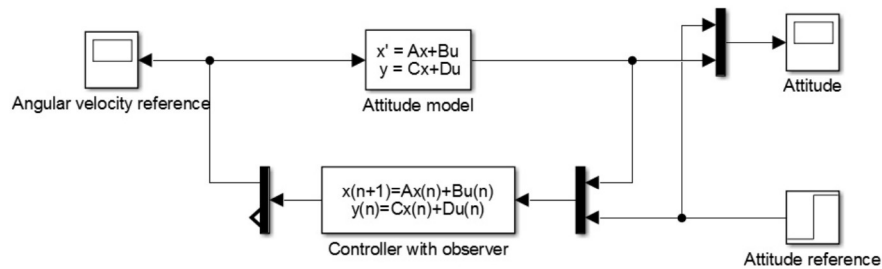 x' = Ax+Bu
y = Cx+Du
Angular velocity reference
Attitude model
Attitude
x(n+1)=Ax(n)+Bu(n)
y(n)=Cx(n)+Du(n)
Controller with observer
Attitude reference